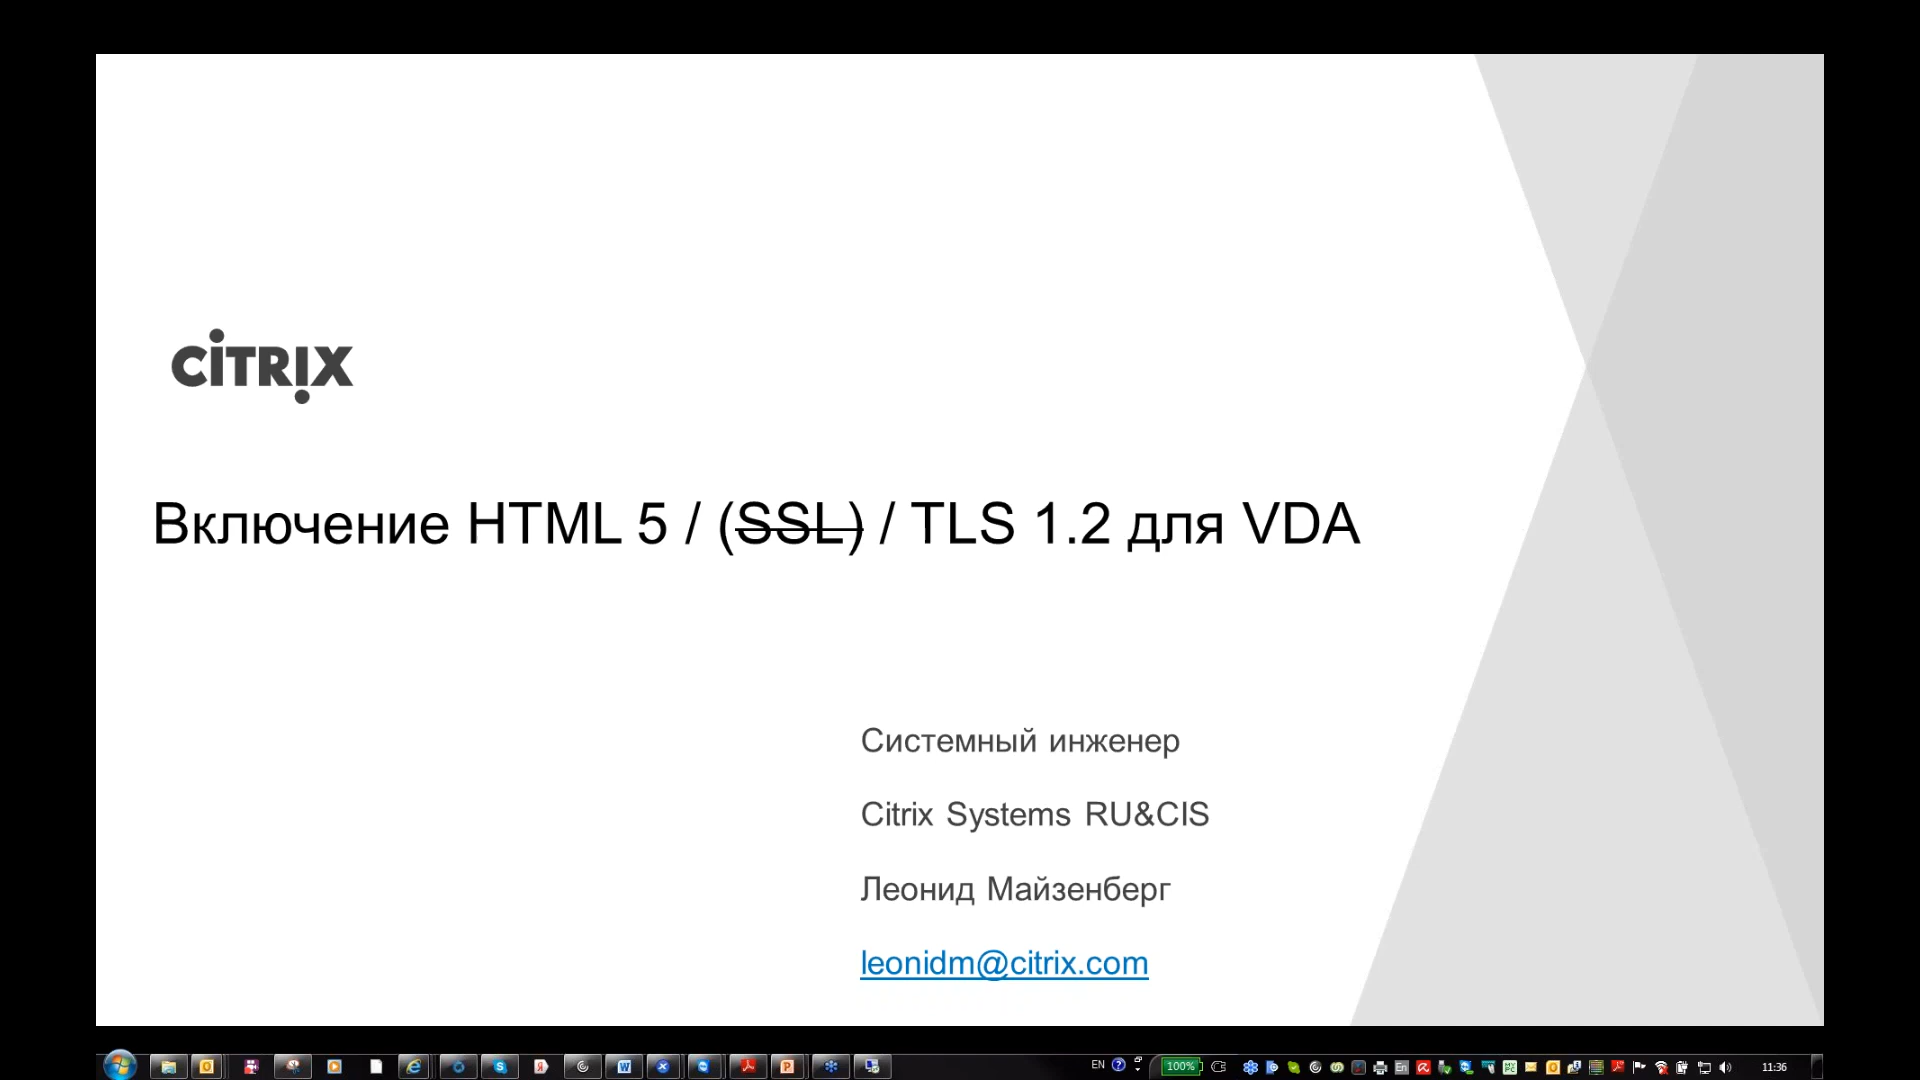 CITRIX
Включение HTML 5 / (SSL) / TLS 1.2 для VDA
Системный инженер
Citrix Systems RU&CIS
Леонид Майзенберг
leonidm@citrix.com
EN 100% 11:36